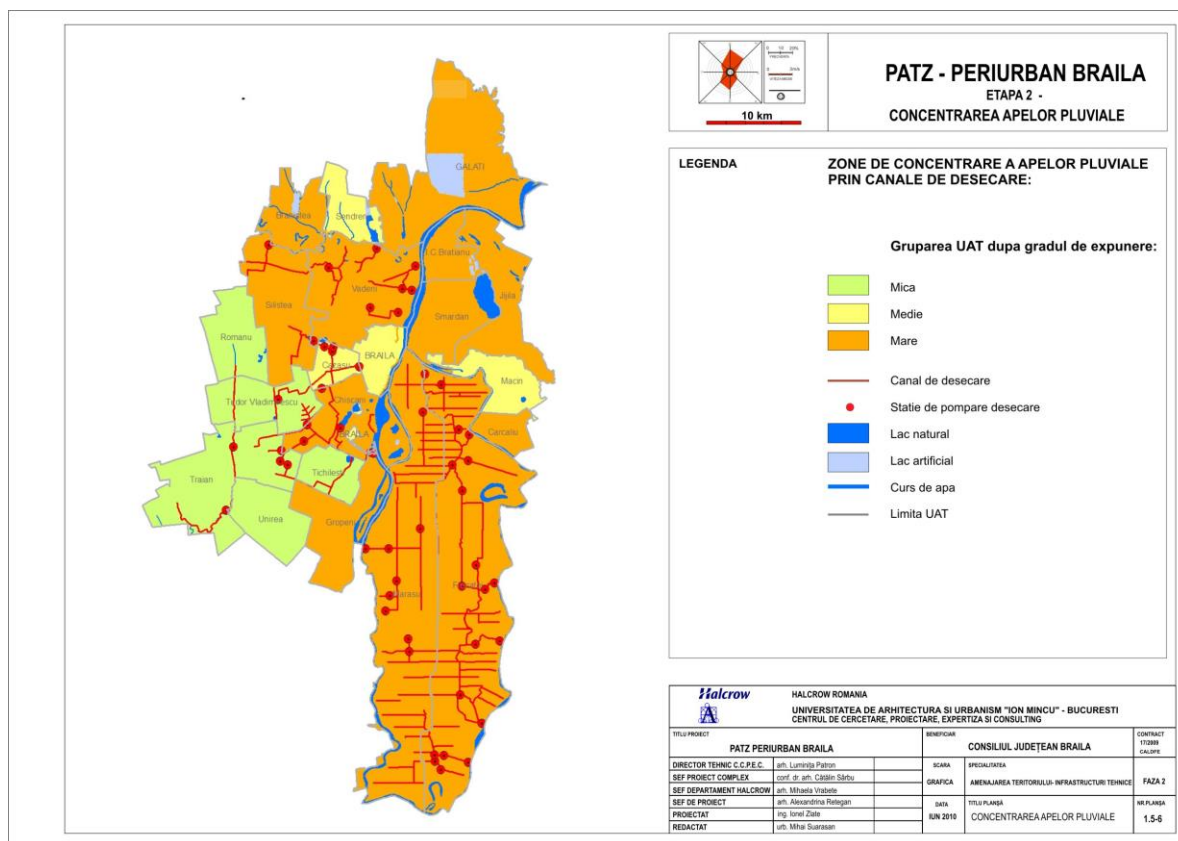 PATZ - PERIURBAN BRAILA
ETAPA 2 -
CONCENTRAREA APELOR PLUVIALE
10 km
LEGENDA
ZONE DE CONCENTRARE A APELOR PLUVIALE
PRIN CANALE DE DESECARE:
Gruparea UAT dupa gradul de expunere:
Mica
Medie
Mare
Canal de desecare
Statie de pompare desecare
Lac natural
Lac artificial
Curs de apa
Limita UAT
GALATI
Sendreni
I.C Bratianu
Vadeni
Jijila
Silistea
Smardan
Romanu
BRAILA
Cazasu
Macin
Tudor Vladimirescu
Chiscani
BRAILA
Carcaliu
Tichilesti
Traian
Unirea
Gropeni
Marasu
Halcrow
HALCROW ROMANIA
UNIVERSITATEA DE ARHITECTURA SI URBANISM "ION MINCU" - BUCURESTI
CENTRUL DE CERCETARE, PROIECTARE, EXPERTIZA SI CONSULTING
TITLU PROIECT
PATZ PERIURBAN BRAILA
BENEFICIAR
CONSILIUL JUDEȚEAN BRAILA
CONTRACT
17/2009
DIRECTOR TEHNIC C.C.P.E.C.
arh. Luminița Patron
SEF PROIECT COMPLEX
conf. dr. arh. Cătălin Sârbu
SEF DEPARTAMENT HALCROW
arh. Mihaela Vrabete
SEF DE PROIECT
arh. Alexandrina Retegan
PROIECTAT
ing. Ionel Zlate
REDACTAT
urb. Mihai Suarasan
SCARA
GRAFICA
SPECIALITATEA
AMENAJAREA TERITORIULUI- INFRASTRUCTURI TEHNICE
FAZA 2
DATA
IUN 2010
TITLU PLANȘĂ
CONCENTRAREA APELOR PLUVIALE
NR.PLANȘA
1.5-6